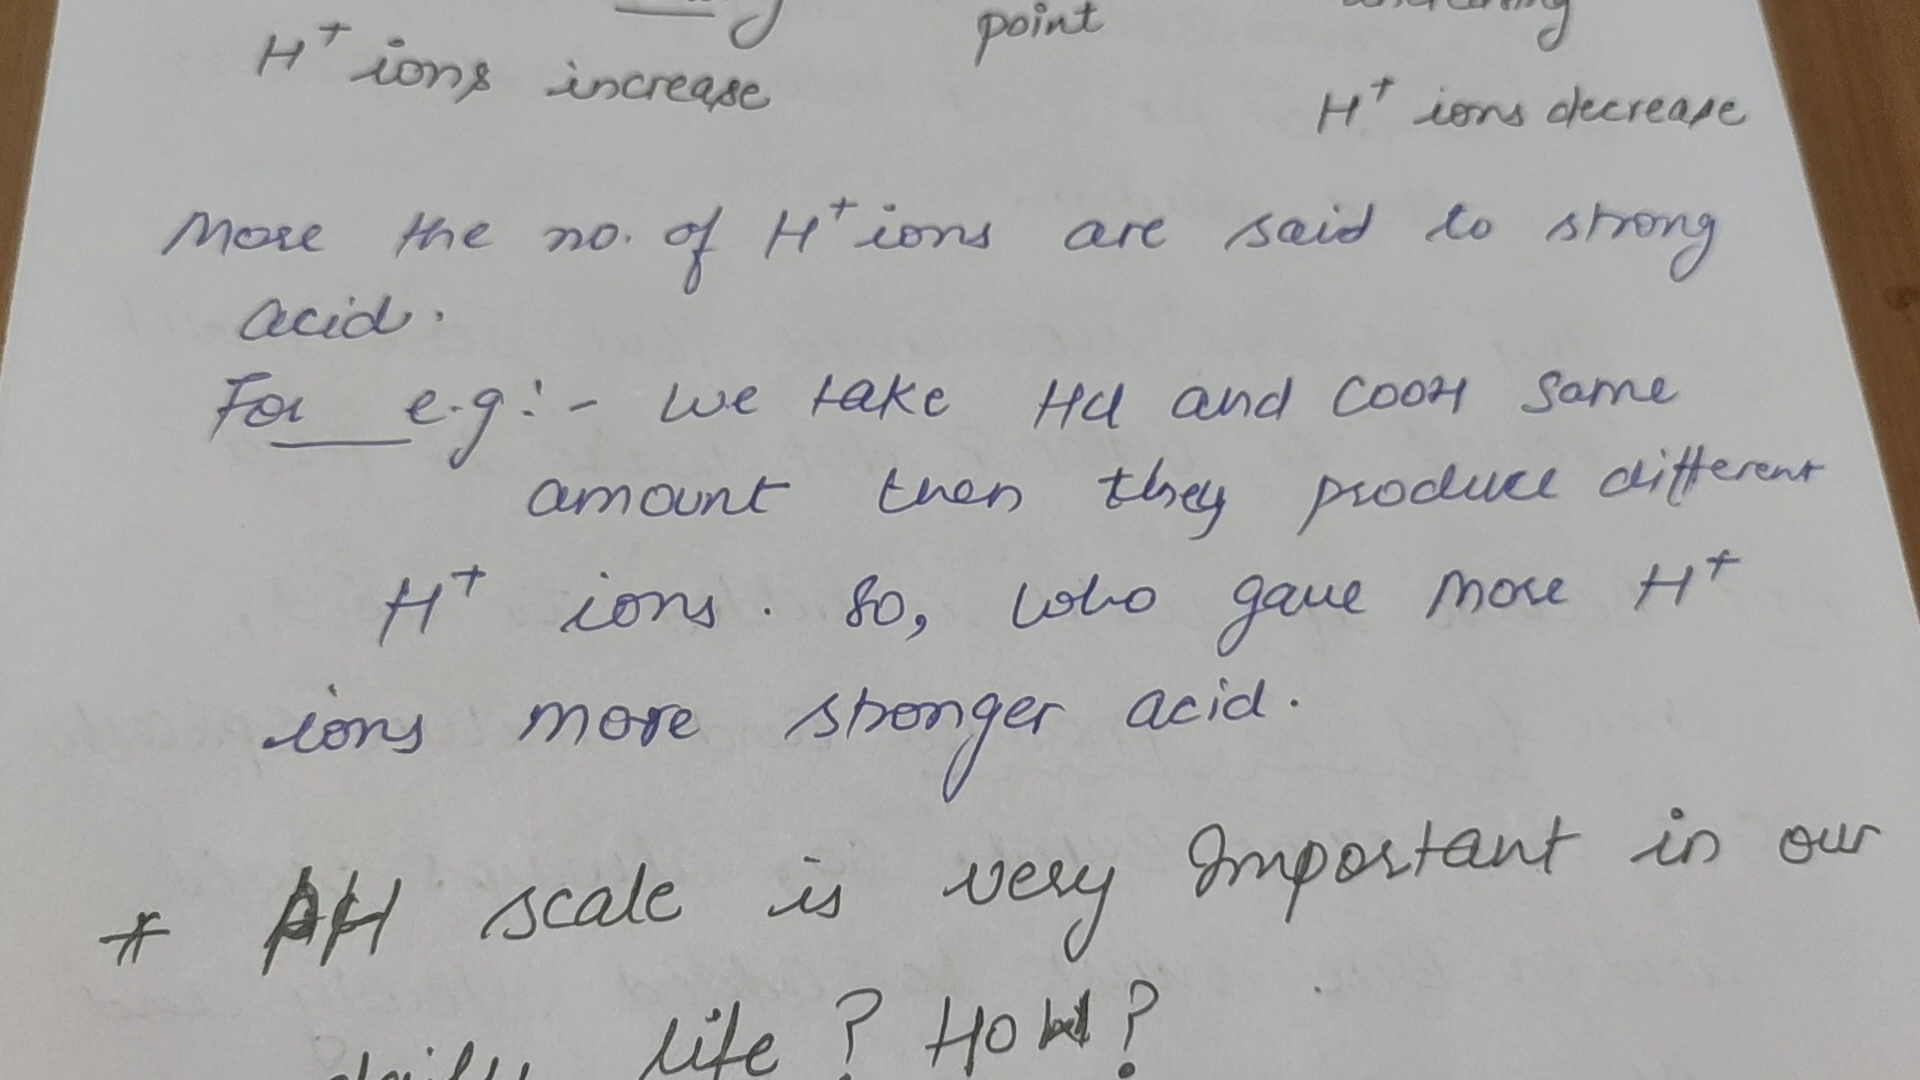 point
H⁺ ions increase
H⁺ ions decrease
More the no. of H⁺ ions are said to strong
acid.
For e.g:- we take HCl and COOH same
amount then they produce different
H⁺ ions. So, who gave more H⁺
ions more stronger acid.
* pH scale is very Important in our
daily life? How?